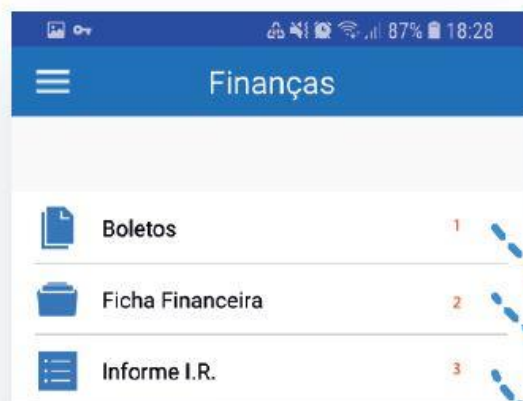 87% 18:28
Finanças
Boletos 1
Ficha Financeira 2
Informe I.R. 3